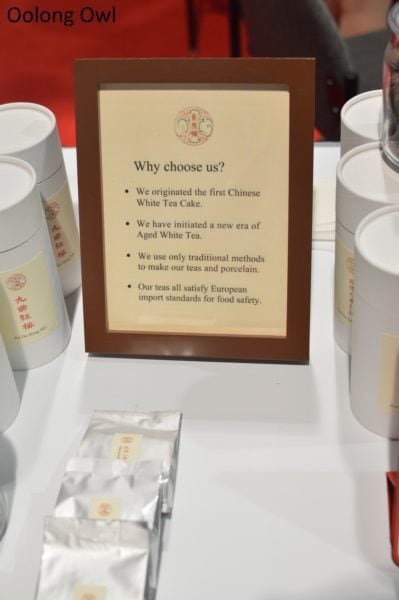 Oolong Owl
Why choose us?
• We originated the first Chinese
White Tea Cake.
• We have initiated a new era of
Aged White Tea.
• We use only traditional methods
to make our teas and porcelain.
• Our teas all satisfy European
import standards for food safety.
九曲红梅